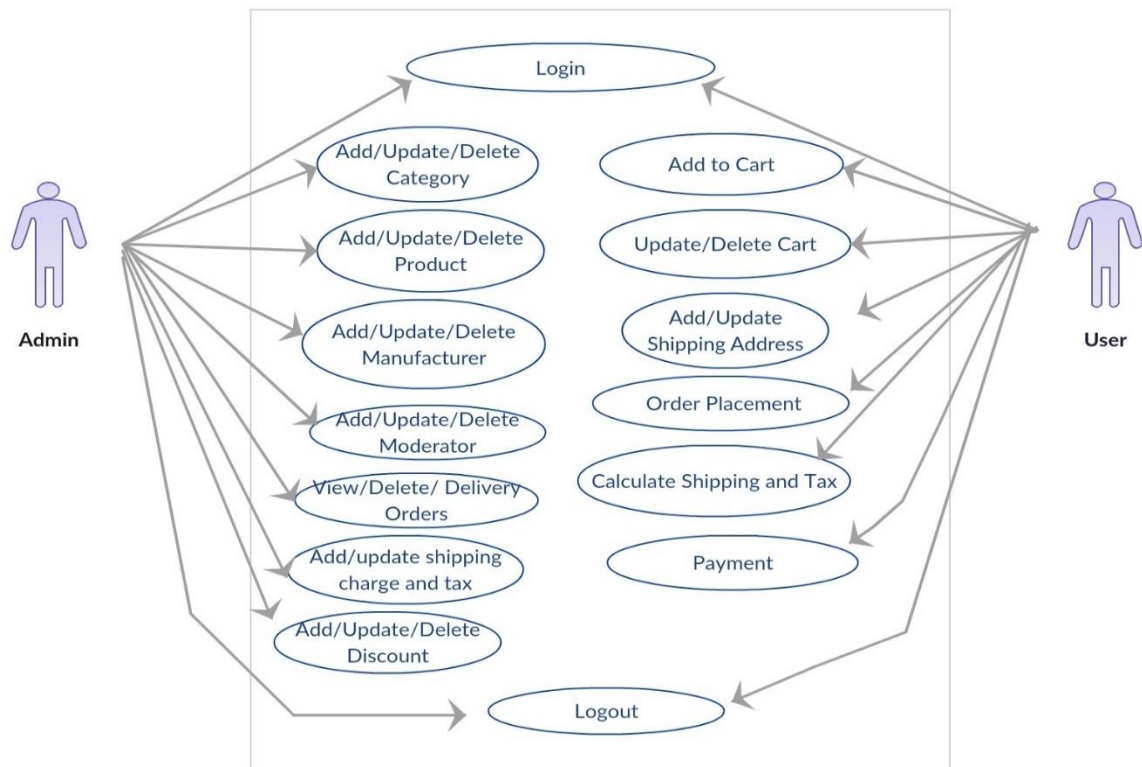 Login
Add/Update/Delete
Category
Add to Cart
Add/Update/Delete
Product
Update/Delete Cart
Add/Update/Delete
Manufacturer
Add/Update
Shipping Address
Admin
User
Order Placement
Add/Update/Delete
Moderator
Calculate Shipping and Tax
View/Delete/ Delivery
Orders
Add/update shipping
charge and tax
Payment
Add/Update/Delete
Discount
Logout